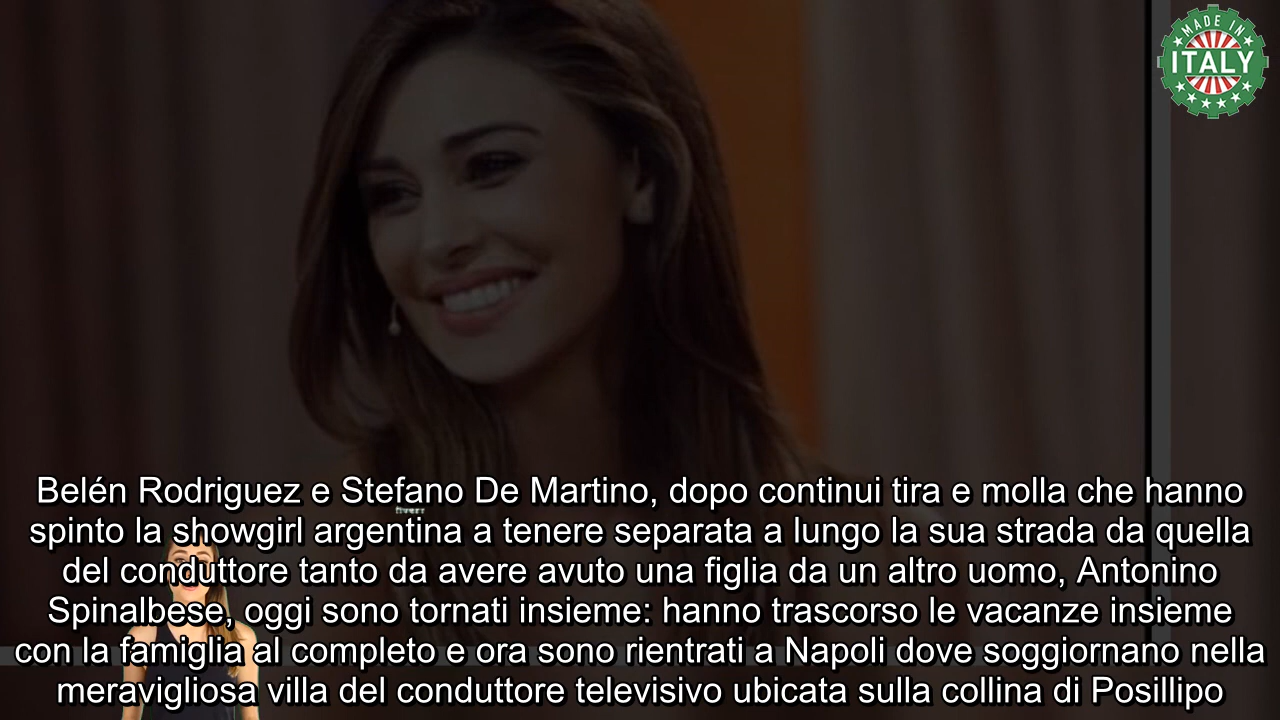 MADE IN
ITALY
Belén Rodriguez e Stefano De Martino, dopo continui tira e molla che hanno
fiverr
spinto la showgirl argentina a tenere separata a lungo la sua strada da quella
del conduttore tanto da avere avuto una figlia da un altro uomo, Antonino
Spinalbese, oggi sono tornati insieme: hanno trascorso le vacanze insieme
con la famiglia al completo e ora sono rientrati a Napoli dove soggiornano nella
meravigliosa villa del conduttore televisivo ubicata sulla collina di Posillipo